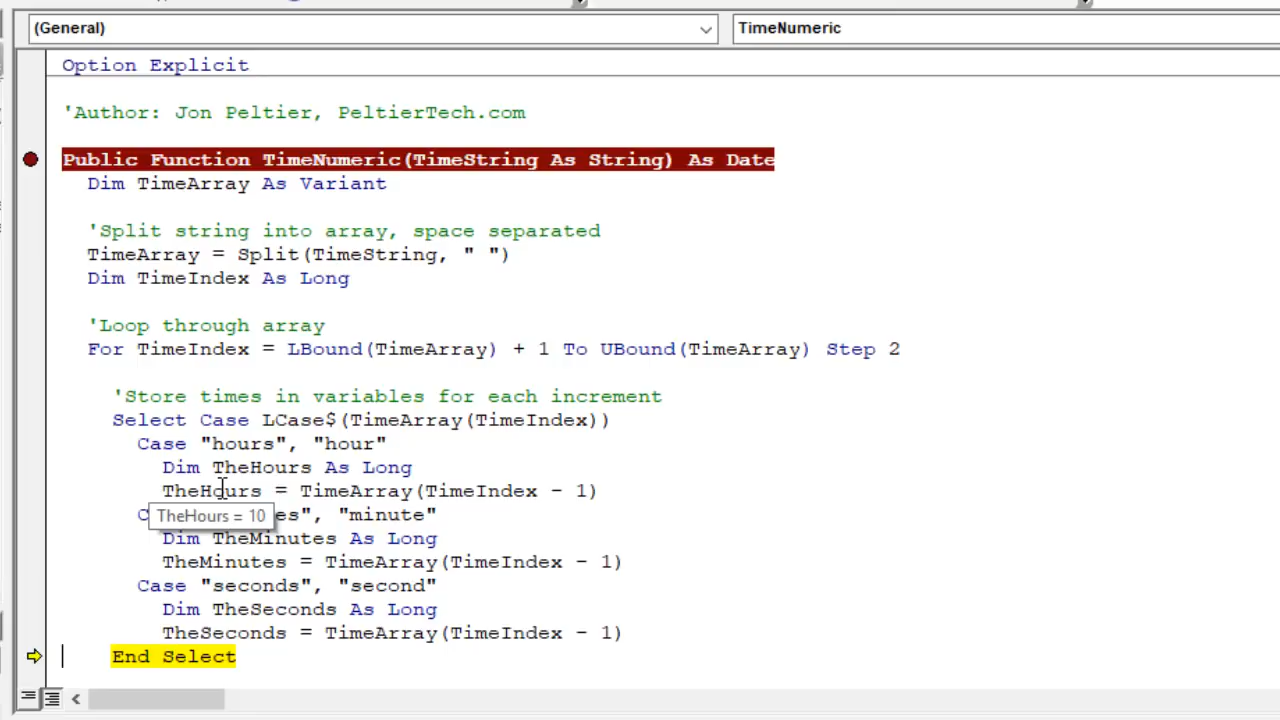 (General) TimeNumeric
Option Explicit
'Author: Jon Peltier, PeltierTech.com
Public Function TimeNumeric(TimeString As String) As Date
Dim TimeArray As Variant
'Split string into array, space separated
TimeArray = Split(TimeString, " ")
Dim TimeIndex As Long
'Loop through array
For TimeIndex = LBound(TimeArray) + 1 To UBound(TimeArray) Step 2
'Store times in variables for each increment
Select Case LCase$(TimeArray(TimeIndex))
Case "hours", "hour"
Dim TheHours As Long
TheHours = TimeArray(TimeIndex - 1)
TheHours = 10
"minute"
Dim TheMinutes As Long
TheMinutes = TimeArray(TimeIndex - 1)
Case "seconds", "second"
Dim TheSeconds As Long
TheSeconds = TimeArray(TimeIndex - 1)
End Select